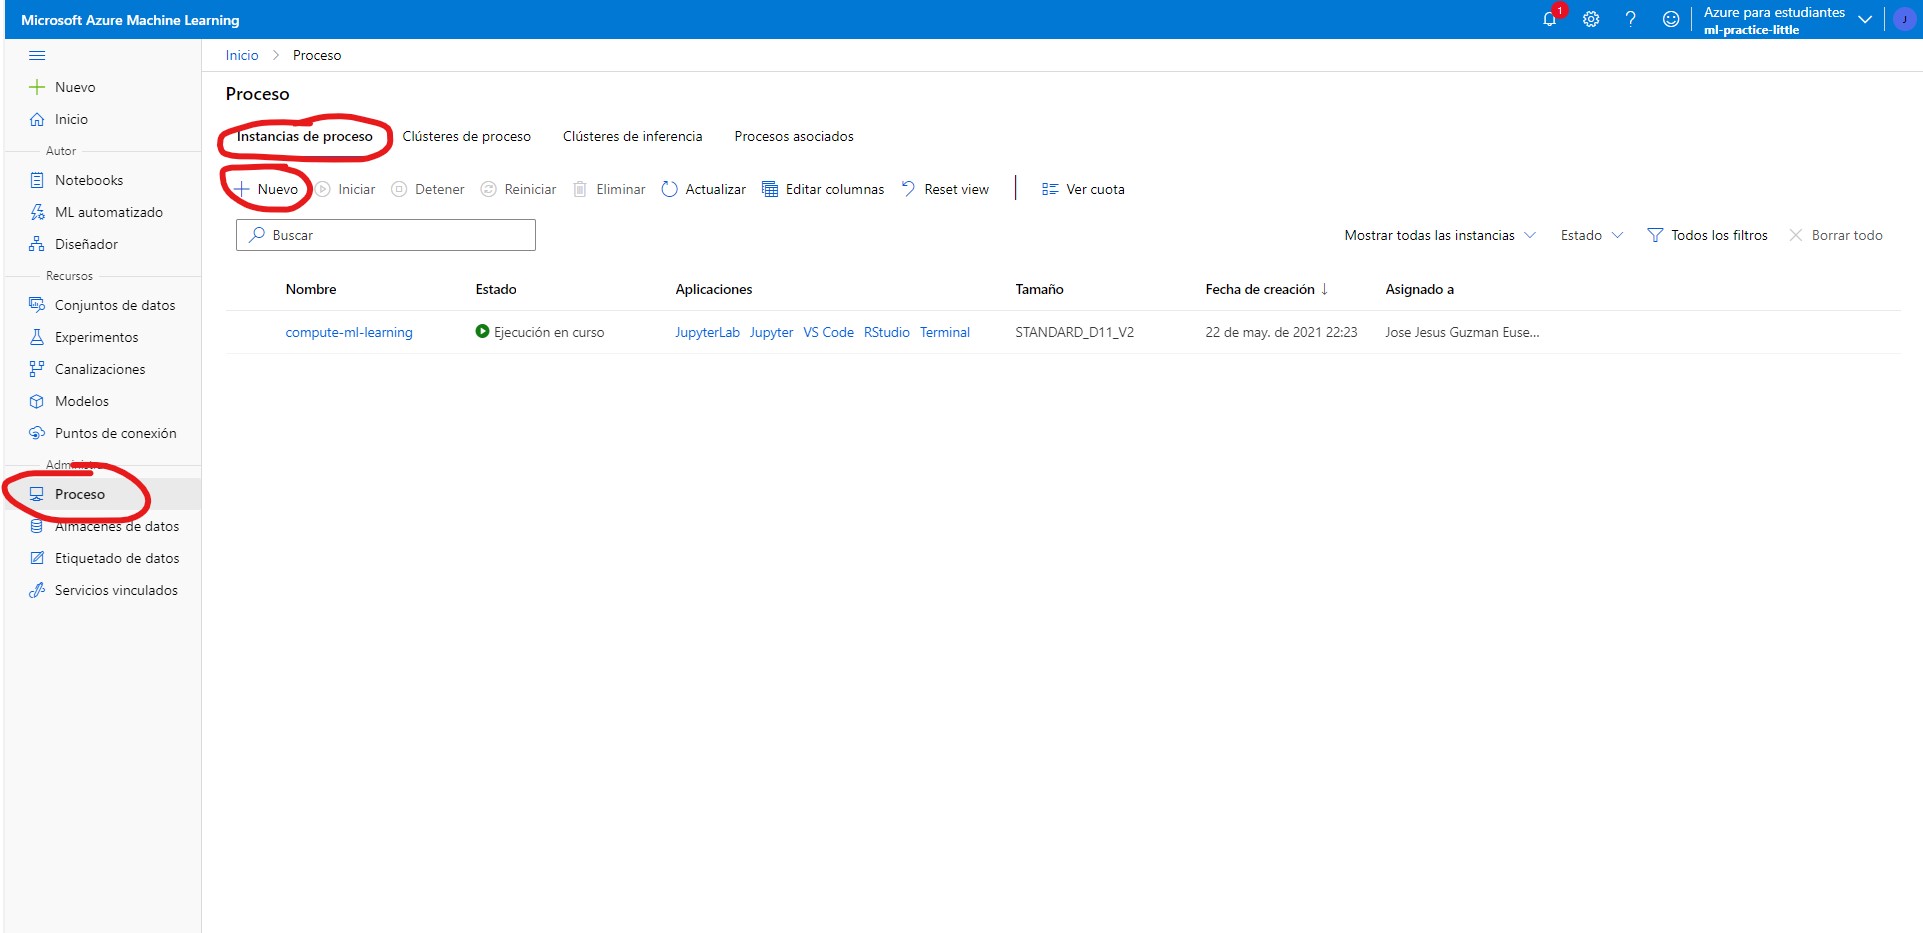 Microsoft Azure Machine Learning
1
Azure para estudiantes
ml-practice-little
J
Nuevo
Inicio
Autor
Notebooks
ML automatizado
Diseñador
Recursos
Conjuntos de datos
Experimentos
Canalizaciones
Modelos
Puntos de conexión
Administrar
Proceso
Almacenes de datos
Etiquetado de datos
Servicios vinculados
Inicio > Proceso
Proceso
Instancias de proceso Clústeres de proceso Clústeres de inferencia Procesos asociados
Nuevo Iniciar Detener Reiniciar Eliminar Actualizar Editar columnas Reset view Ver cuota
Buscar
Mostrar todas las instancias Estado Todos los filtros Borrar todo
Nombre Estado Aplicaciones Tamaño Fecha de creación ↓ Asignado a
compute-ml-learning Ejecución en curso JupyterLab Jupyter VS Code RStudio Terminal STANDARD_D11_V2 22 de may. de 2021 22:23 Jose Jesus Guzman Euse...